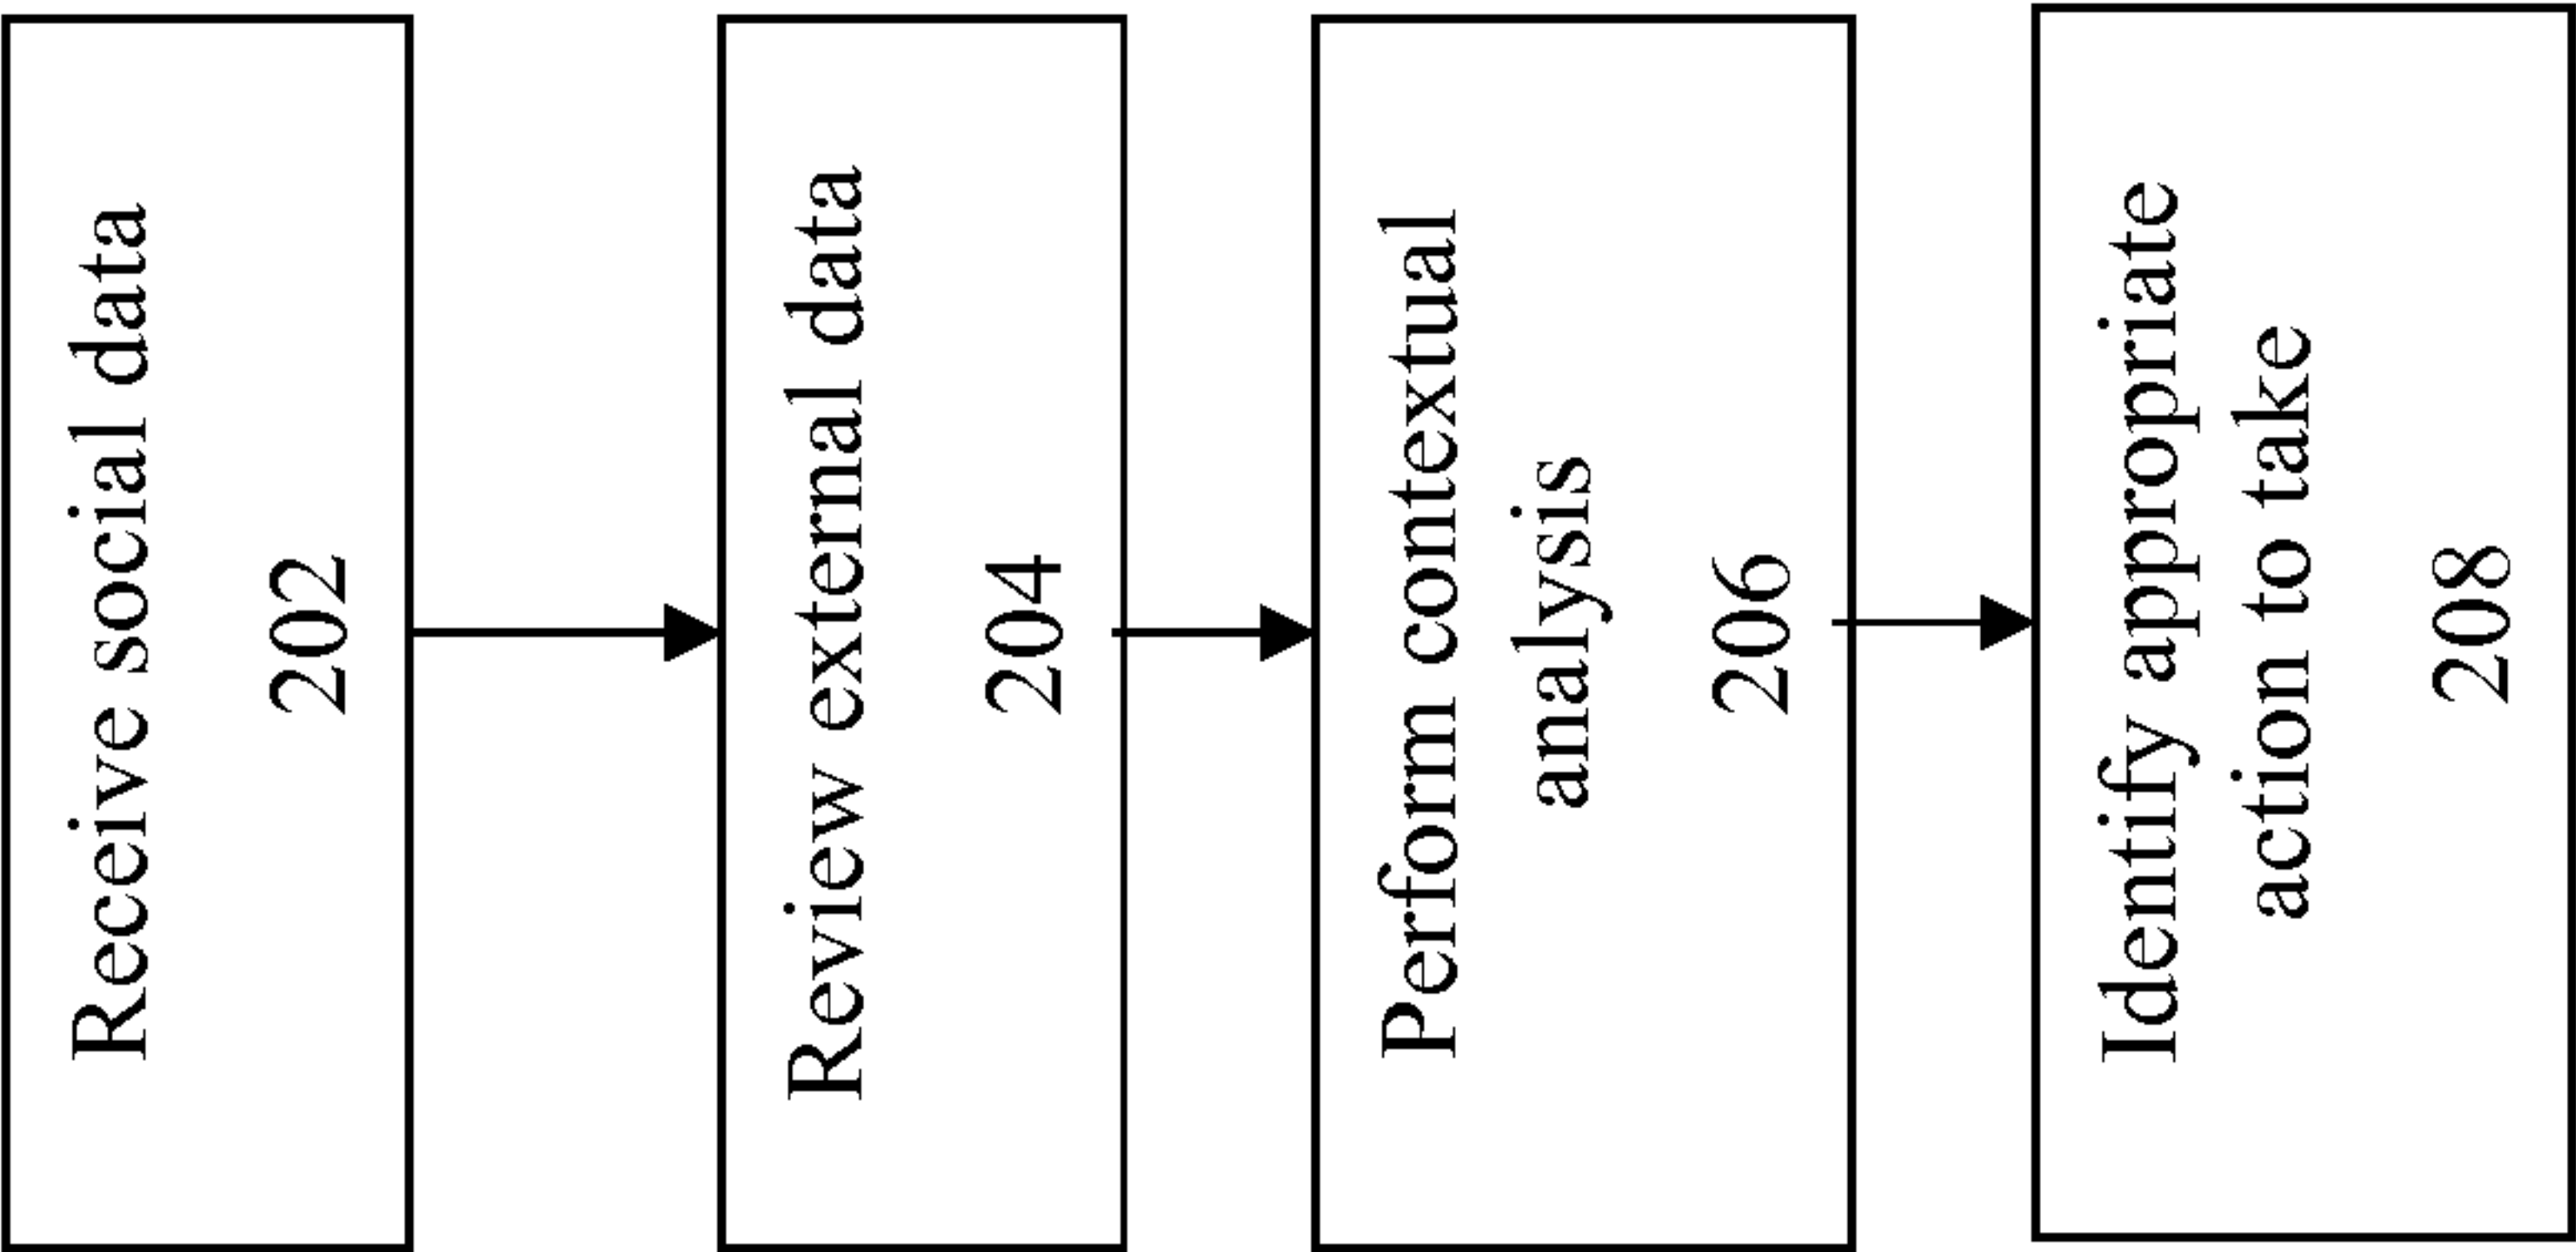 Receive social data
202
Review external data
204
Perform contextual
analysis
206
Identify appropriate
action to take
208